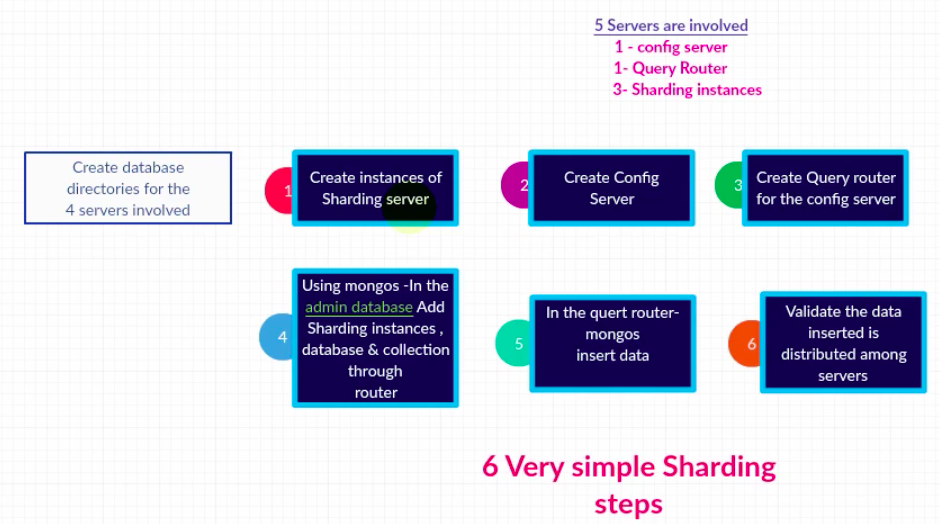 5 Servers are involved
1 - config server
1- Query Router
3- Sharding instances
Create database
directories for the
4 servers involved
1
Create instances of
Sharding server
2
Create Config
Server
3
Create Query router
for the config server
4
Using mongos -In the
admin database Add
Sharding instances ,
database & collection
through
router
5
In the quert router-
mongos
insert data
6
Validate the data
inserted is
distributed among
servers
6 Very simple Sharding
steps